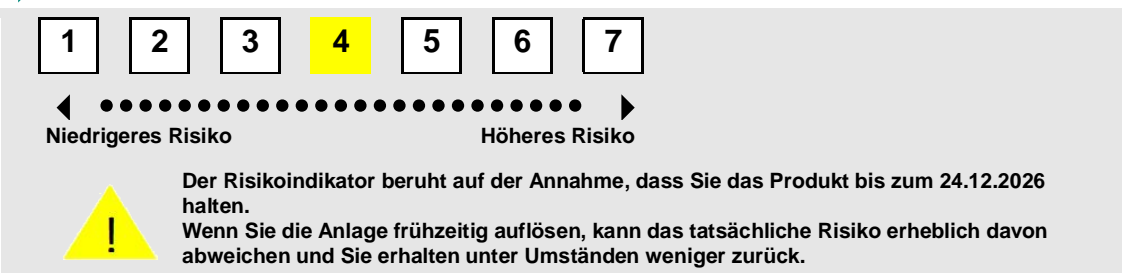 1 2 3 4 5 6 7
Niedrigeres Risiko Höheres Risiko
Der Risikoindikator beruht auf der Annahme, dass Sie das Produkt bis zum 24.12.2026
halten.
! Wenn Sie die Anlage frühzeitig auflösen, kann das tatsächliche Risiko erheblich davon
abweichen und Sie erhalten unter Umständen weniger zurück.